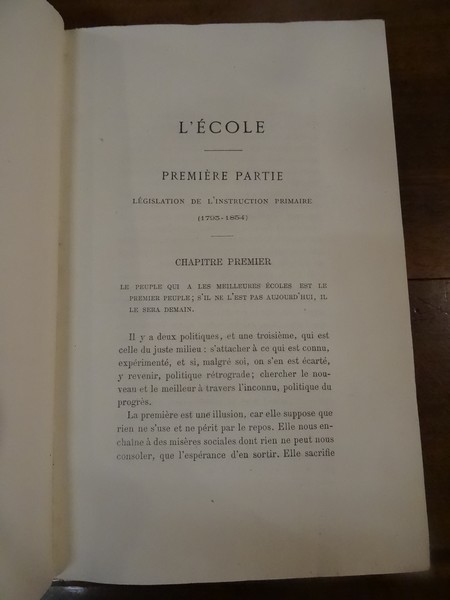 L'ÉCOLE
PREMIÈRE PARTIE
LÉGISLATION DE L'INSTRUCTION PRIMAIRE
(1795-1854)
CHAPITRE PREMIER
LE PEUPLE QUI A LES MEILLEURES ÉCOLES EST LE
PREMIER PEUPLE; S'IL NE L'EST PAS AUJOURD'HUI, IL
LE SERA DEMAIN.
Il y a deux politiques, et une troisième, qui est
celle du juste milieu : s'attacher à ce qui est connu,
expérimenté, et si, malgré soi, on s'en est écarté,
y revenir, politique rétrograde; chercher le nou-
veau et le meilleur à travers l'inconnu, politique du
progrès.
La première est une illusion, car elle suppose que
rien ne s'use et ne périt par le repos. Elle nous en-
chaîne à des misères sociales dont rien ne peut nous
consoler, que l'espérance d'en sortir. Elle sacrifie